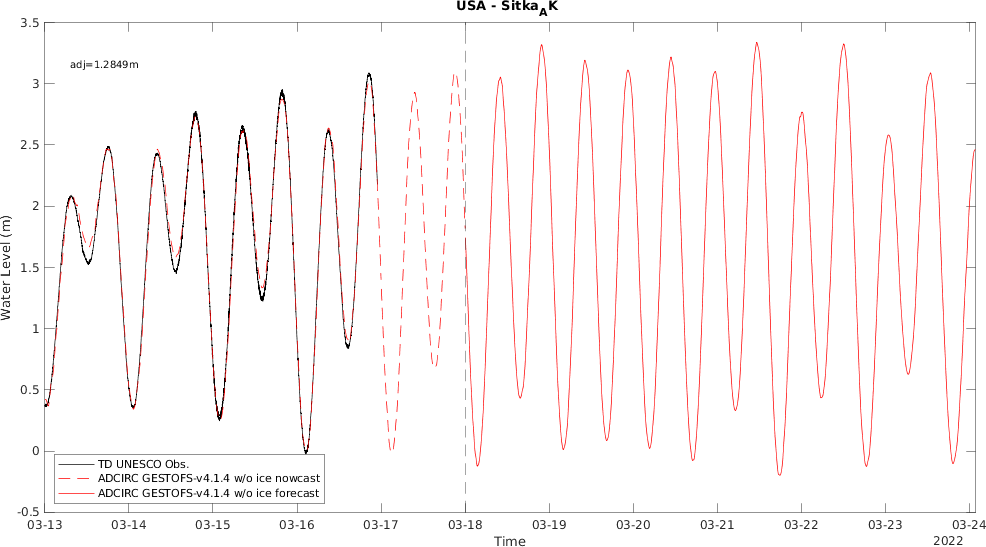 USA - Sitka_AK
adj=1.2849m
3.5
3
2.5
2
1.5
1
0.5
0
-0.5
Water Level (m)
TD UNESCO Obs.
ADCIRC GESTOFS-v4.1.4 w/o ice nowcast
ADCIRC GESTOFS-v4.1.4 w/o ice forecast
03-13 03-14 03-15 03-16 03-17 03-18 03-19 03-20 03-21 03-22 03-23 03-24
Time
2022